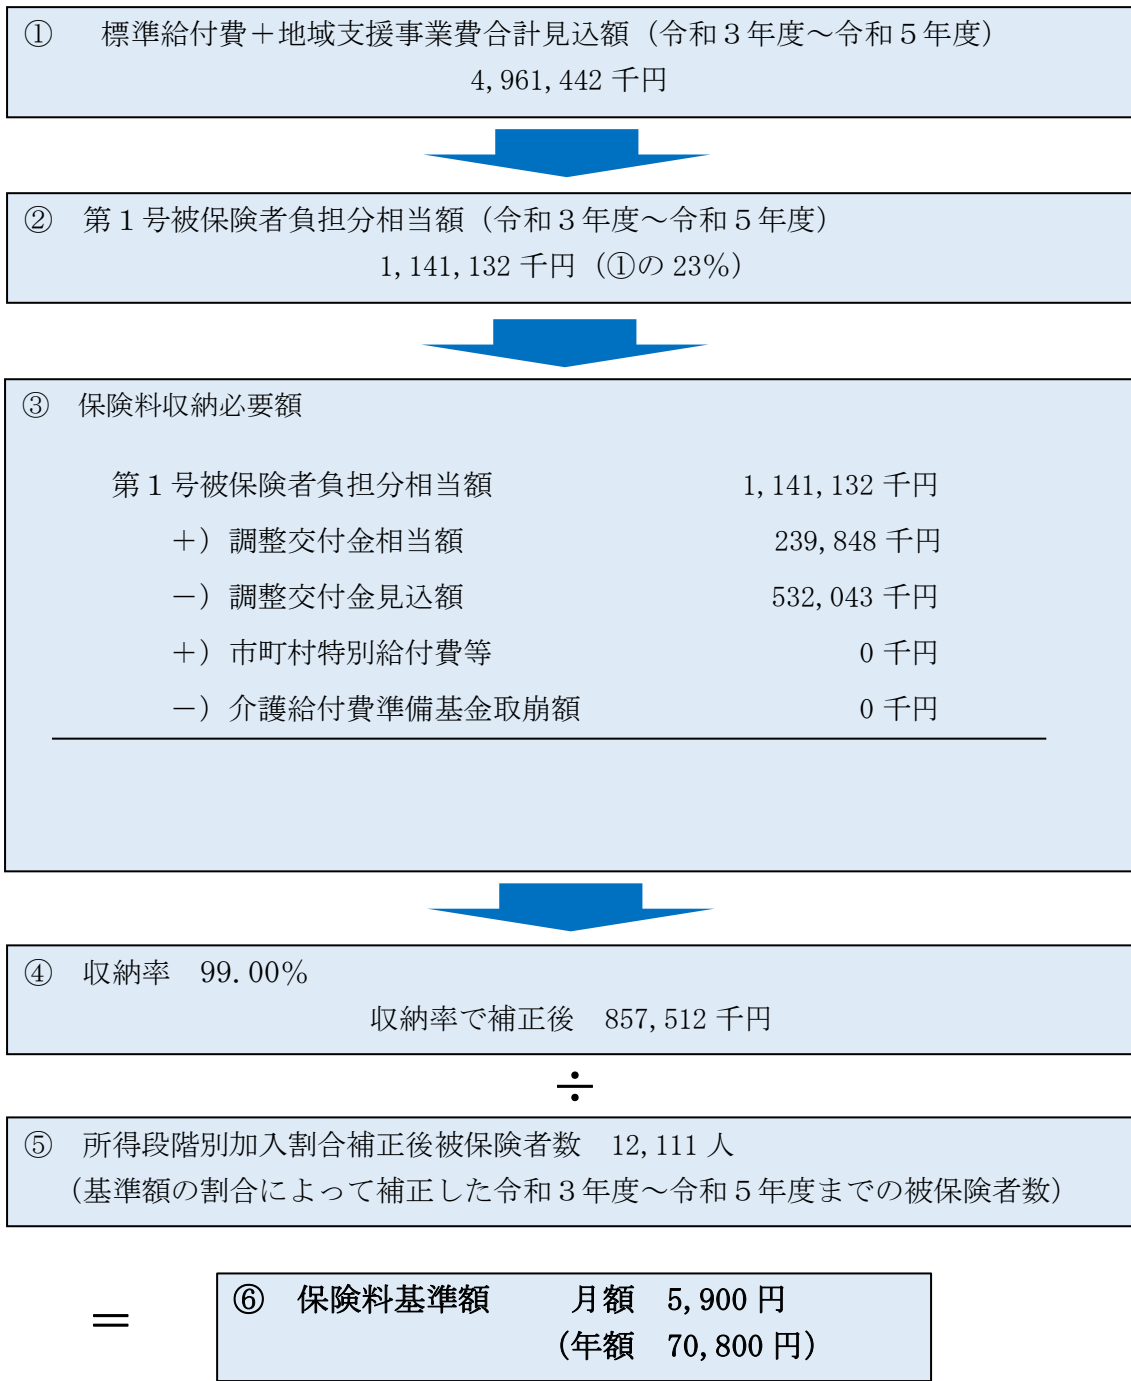 ① 標準給付費＋地域支援事業費合計見込額（令和３年度～令和５年度）
4,961,442 千円
② 第１号被保険者負担分相当額（令和３年度～令和５年度）
1,141,132 千円（①の 23％）
③ 保険料収納必要額
第１号被保険者負担分相当額 1,141,132 千円
＋）調整交付金相当額 239,848 千円
－）調整交付金見込額 532,043 千円
＋）市町村特別給付費等 0 千円
－）介護給付費準備基金取崩額 0 千円
④ 収納率 99.00％
収納率で補正後 857,512 千円
÷
⑤ 所得段階別加入割合補正後被保険者数 12,111 人
（基準額の割合によって補正した令和３年度～令和５年度までの被保険者数）
＝
⑥ 保険料基準額 月額 5,900 円
（年額 70,800 円）